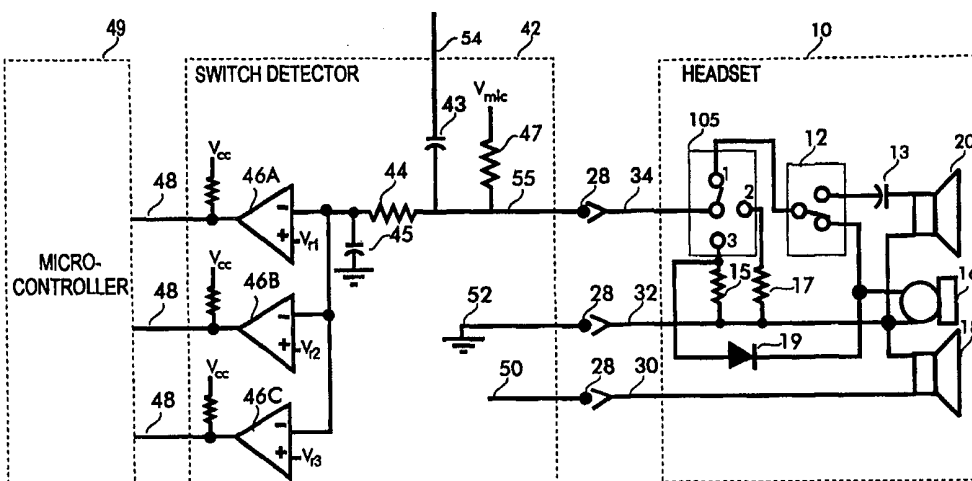 49
54
42
10
SWITCH DETECTOR
HEADSET
43
Vmic
47
105
12
13
20
Vcc
46A
44
1
2
48
55
28
34
Vr1
45
3
MICRO-
CONTROLLER
Vcc
46B
15
17
16
48
52
28
32
Vr2
19
18
Vcc
46C
50
28
30
48
Vr3